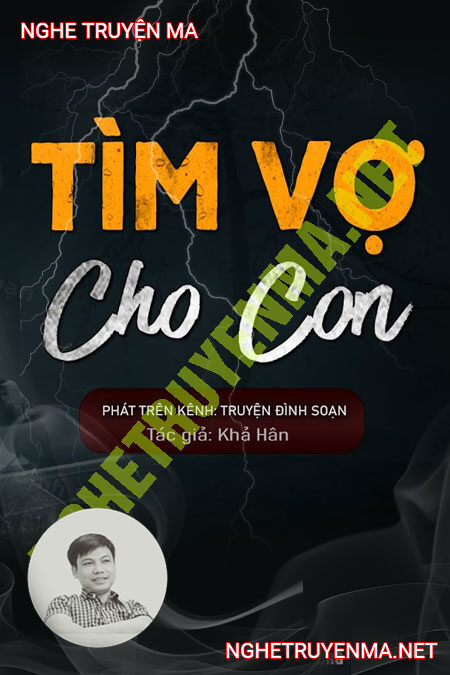 NGHE TRUYỆN MA
TÌM VỢ
Cho Con
NGHETRUYENMA.NET
PHÁT TRÊN KÊNH: TRUYỆN ĐÌNH SOẠN
Tác giả: Khả Hân
NGHETRUYENMA.NET